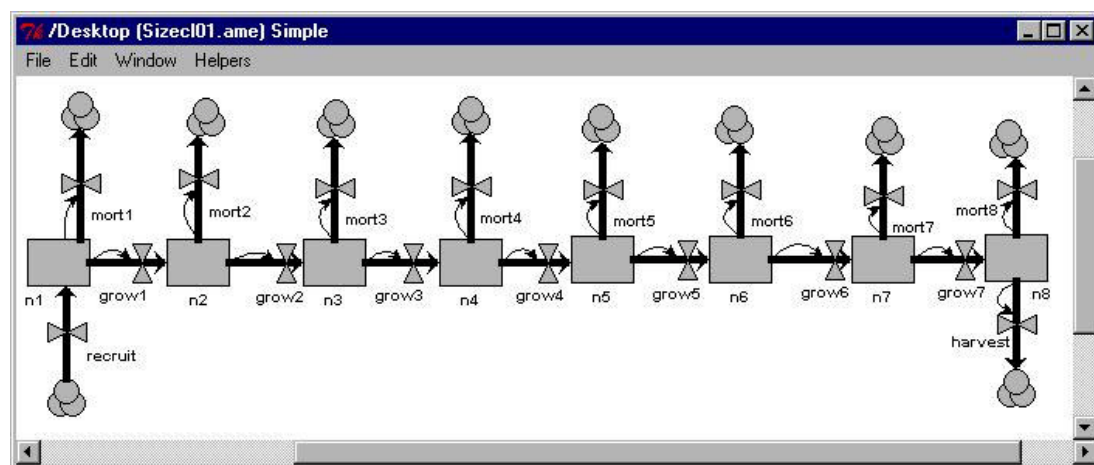 /Desktop (Sizecl01.ame) Simple
File Edit Window Helpers
mort1 mort2 mort3 mort4 mort5 mort6 mort7 mort8
n1 grow1 n2 grow2 n3 grow3 n4 grow4 n5 grow5 n6 grow6 n7 grow7 n8
recruit harvest